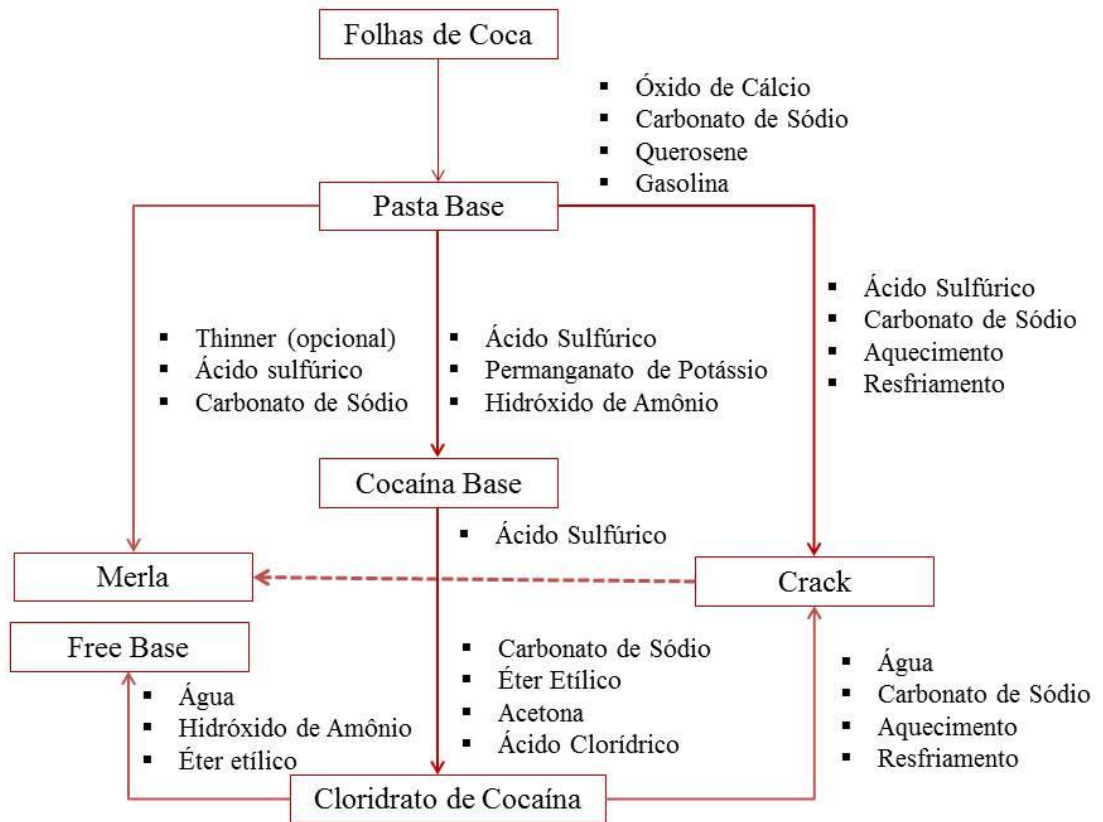 Folhas de Coca
▪ Óxido de Cálcio
▪ Carbonato de Sódio
▪ Querosene
▪ Gasolina
Pasta Base
▪ Thinner (opcional)
▪ Ácido sulfúrico
▪ Carbonato de Sódio
▪ Ácido Sulfúrico
▪ Permanganato de Potássio
▪ Hidróxido de Amônio
▪ Ácido Sulfúrico
▪ Carbonato de Sódio
▪ Aquecimento
▪ Resfriamento
Cocaína Base
▪ Ácido Sulfúrico
Merla
Crack
Free Base
▪ Água
▪ Hidróxido de Amônio
▪ Éter etílico
▪ Carbonato de Sódio
▪ Éter Etílico
▪ Acetona
▪ Ácido Clorídrico
▪ Água
▪ Carbonato de Sódio
▪ Aquecimento
▪ Resfriamento
Cloridrato de Cocaína